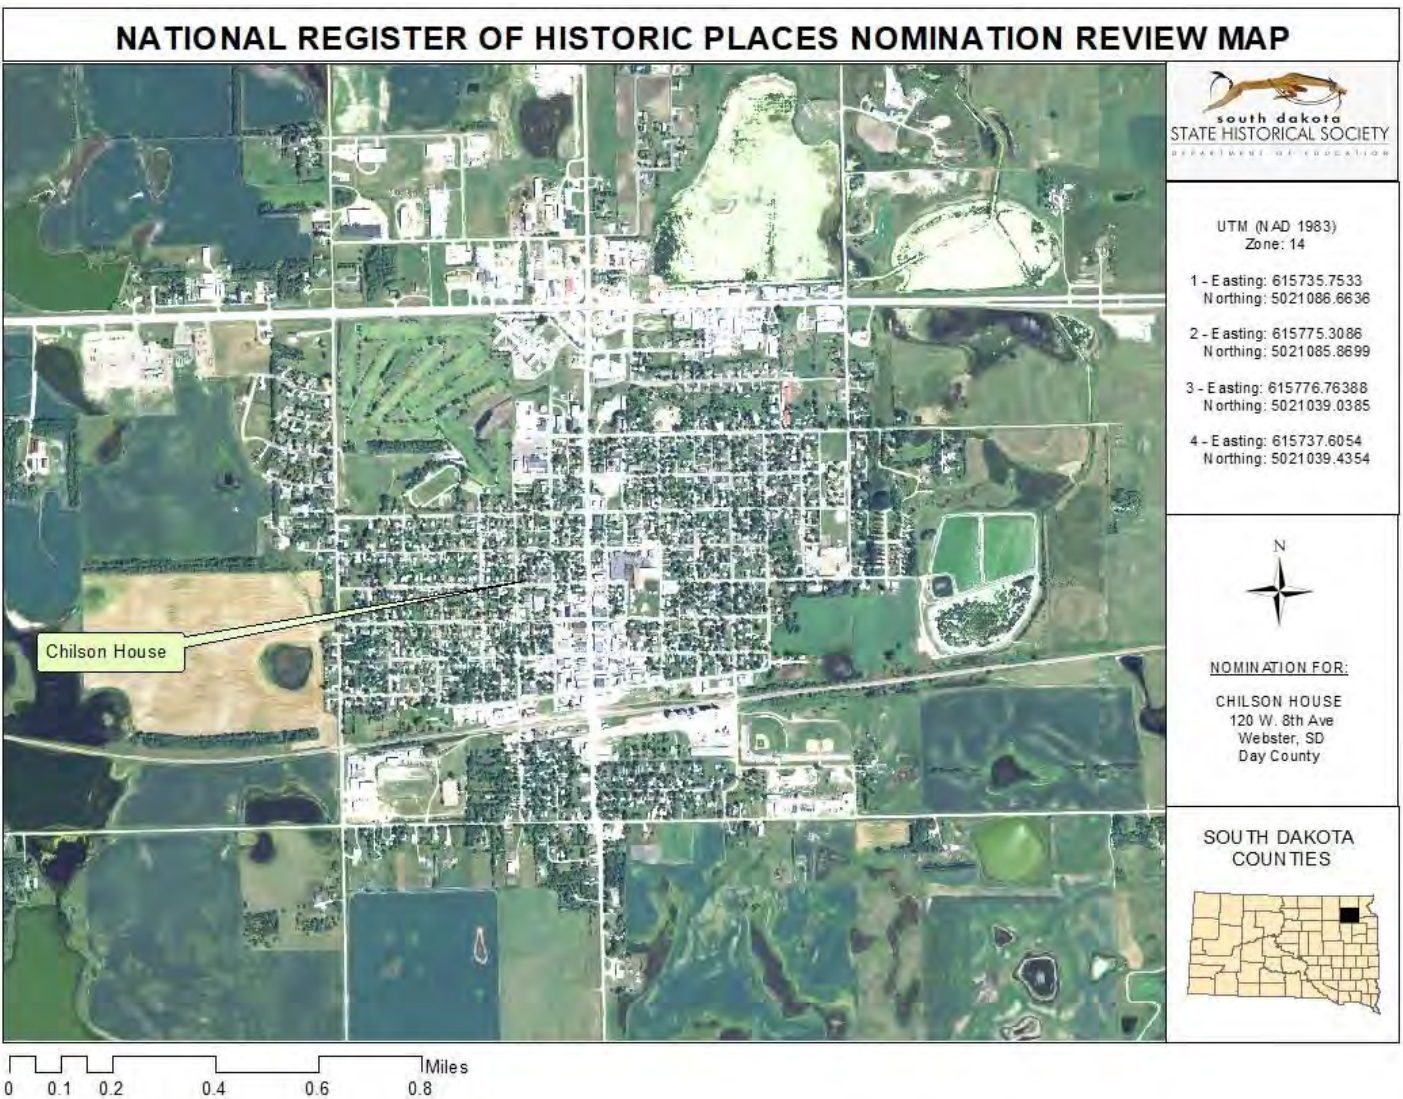 NATIONAL REGISTER OF HISTORIC PLACES NOMINATION REVIEW MAP
south dakota
STATE HISTORICAL SOCIETY
DEPARTMENT OF EDUCATION
UTM (NAD 1983)
Zone: 14
1 - Easting: 615735.7533
Northing: 5021086.6636
2 - Easting: 615775.3086
Northing: 5021085.8699
3 - Easting: 615776.76388
Northing: 5021039.0385
4 - Easting: 615737.6054
Northing: 5021039.4354
N
NOMINATION FOR:
CHILSON HOUSE
120 W. 8th Ave
Webster, SD
Day County
SOUTH DAKOTA
COUNTIES
Chilson House
Miles
0 0.1 0.2 0.4 0.6 0.8